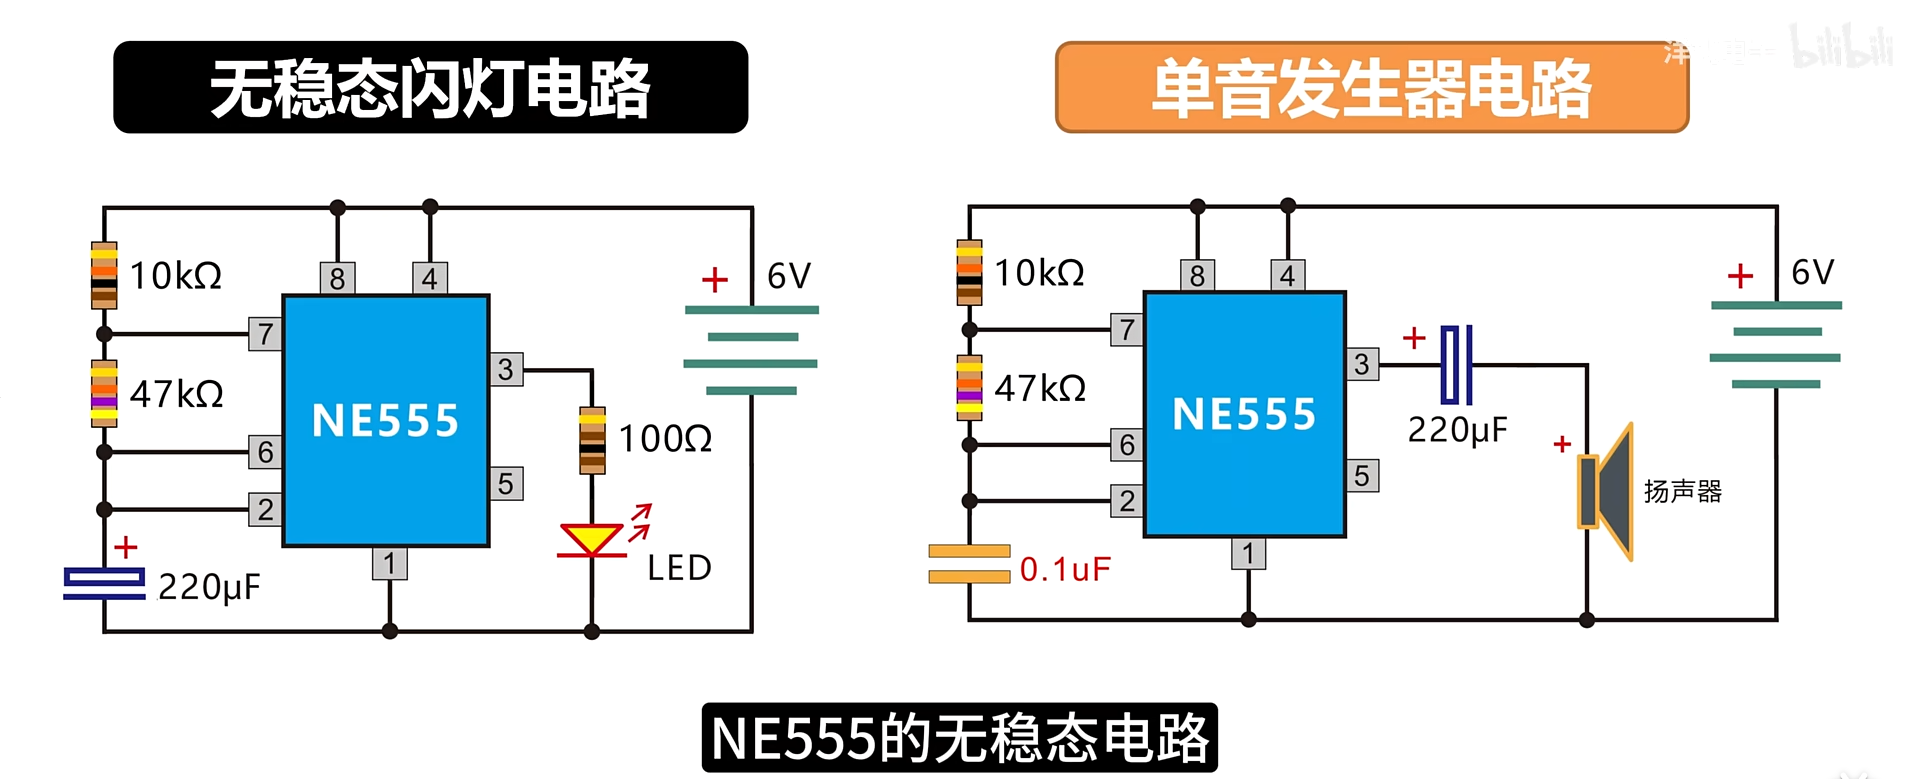 无稳态闪灯电路
单音发生器电路
bilibili
10kΩ
8
4
+
6V
7
47kΩ
3
NE555
100Ω
6
5
2
+
1
LED
220μF
10kΩ
8
4
+
6V
7
+
3
47kΩ
NE555
220μF
6
+
5
扬声器
2
1
0.1uF
NE555的无稳态电路